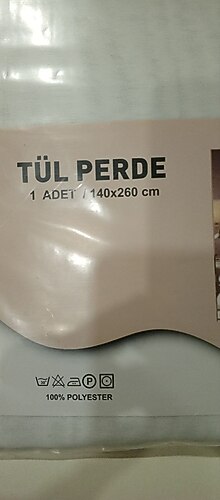 TÜL PERDE
1 ADET / 140x260 cm
P
100% POLYESTER